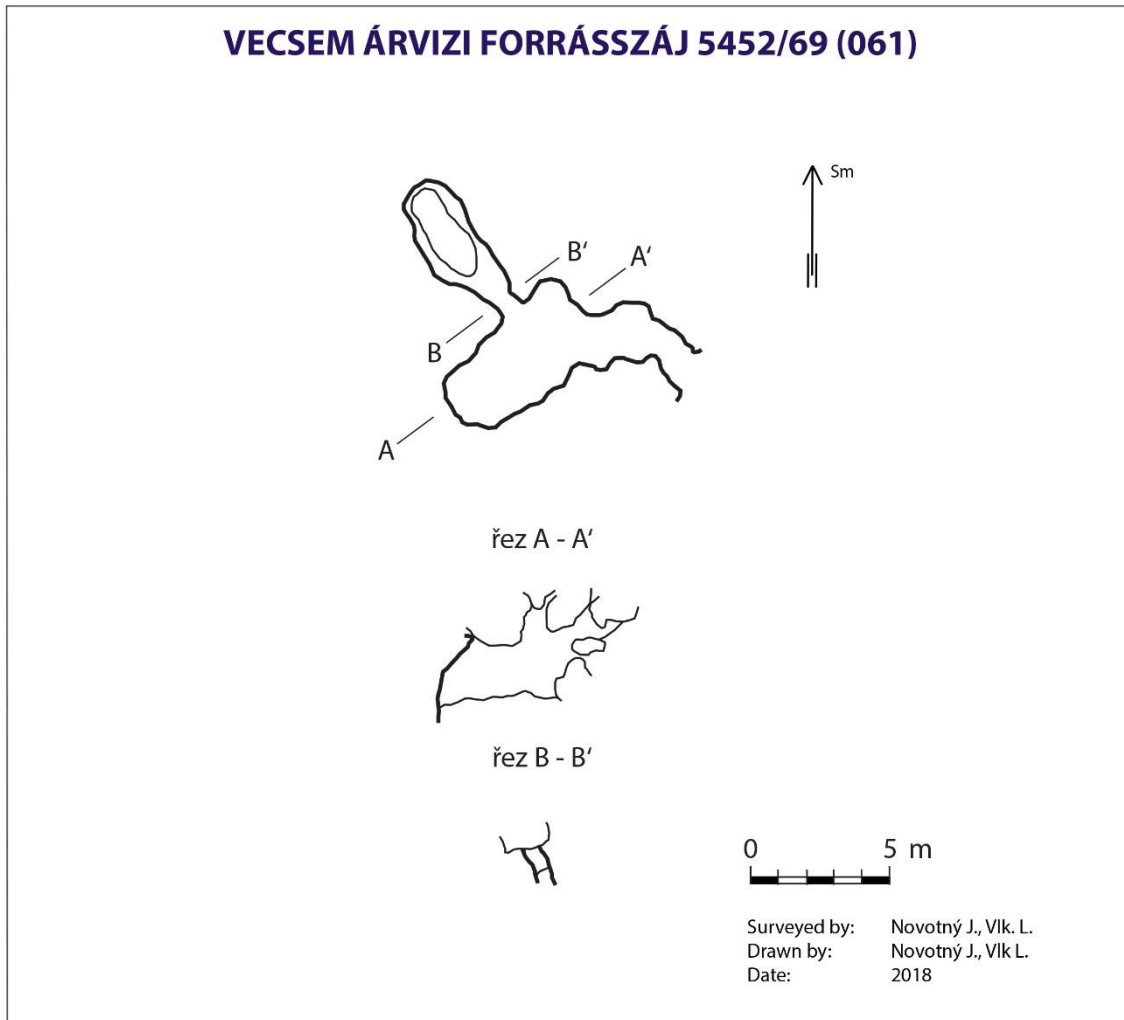 VECSEM ÁRVIZI FORRÁSSZÁJ 5452/69 (061)
Sm
B‘
A‘
B
A
řez A - A‘
řez B - B‘
0 5 m
Surveyed by: Novotný J., Vlk. L.
Drawn by: Novotný J., Vlk L.
Date: 2018